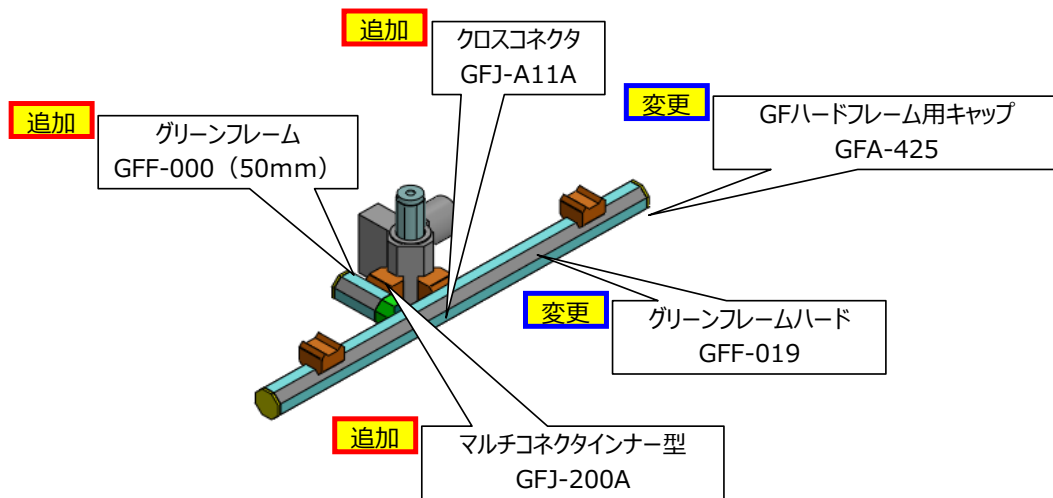 追加
クロスコネクタ
GFJ-A11A
変更
GFハードフレーム用キャップ
GFA-425
追加
グリーンフレーム
GFF-000（50mm）
変更
グリーンフレームハード
GFF-019
追加
マルチコネクタインナー型
GFJ-200A